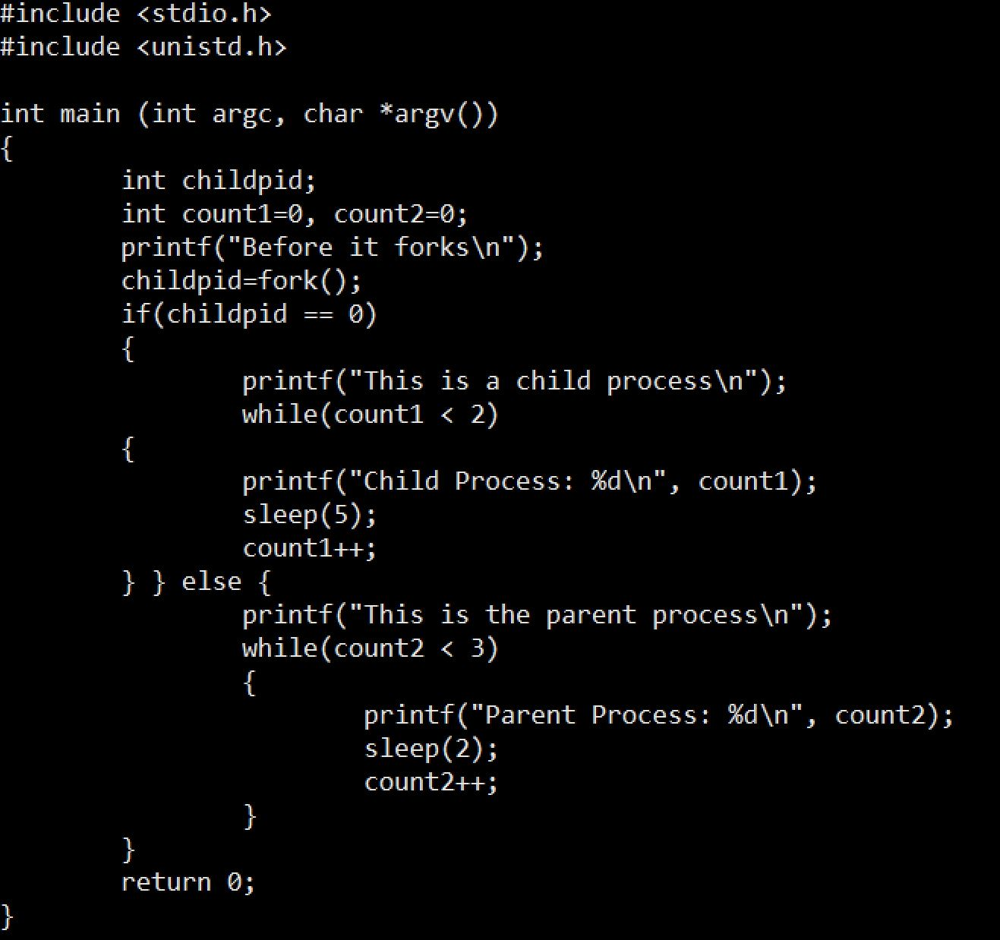 #include <stdio.h>
#include <unistd.h>

int main (int argc, char *argv())
{
        int childpid;
        int count1=0, count2=0;
        printf("Before it forks\n");
        childpid=fork();
        if(childpid == 0)
        {
                printf("This is a child process\n");
                while(count1 < 2)
        {
                printf("Child Process: %d\n", count1);
                sleep(5);
                count1++;
        } } else {
                printf("This is the parent process\n");
                while(count2 < 3)
                {
                        printf("Parent Process: %d\n", count2);
                        sleep(2);
                        count2++;
                }
        }
        return 0;
}